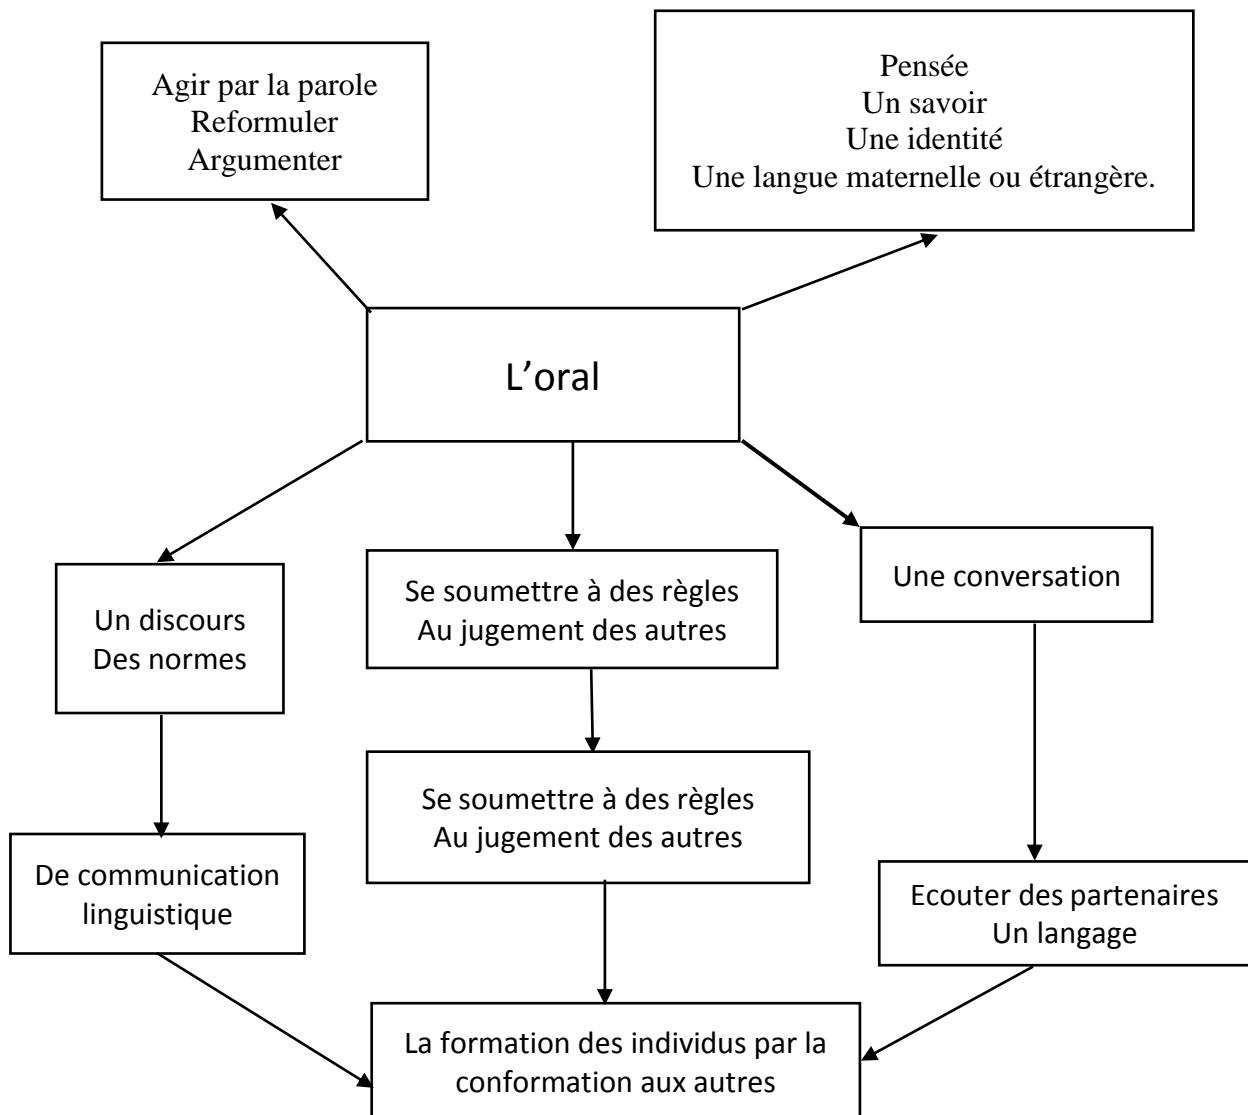 Agir par la parole
Reformuler
Argumenter
Pensée
Un savoir
Une identité
Une langue maternelle ou étrangère.
L’oral
Un discours
Des normes
Se soumettre à des règles
Au jugement des autres
Une conversation
Se soumettre à des règles
Au jugement des autres
De communication
linguistique
Ecouter des partenaires
Un langage
La formation des individus par la
conformation aux autres